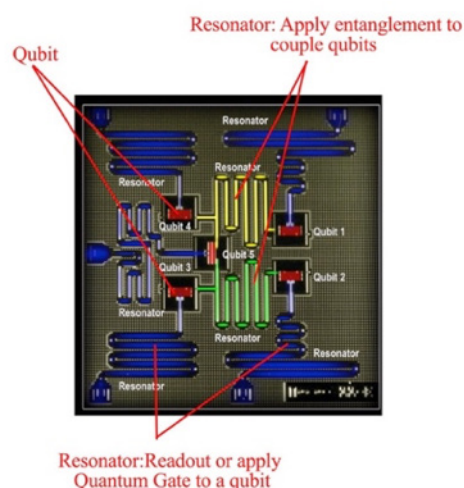 Resonator: Apply entanglement to
couple qubits
Qubit
Resonator
Resonator
Resonator
Resonator
Qubit 4
Qubit 1
Qubit 3
Qubit 5
Qubit 2
Resonator
Resonator
Resonator
Resonator
Resonator:Readout or apply
Quantum Gate to a qubit